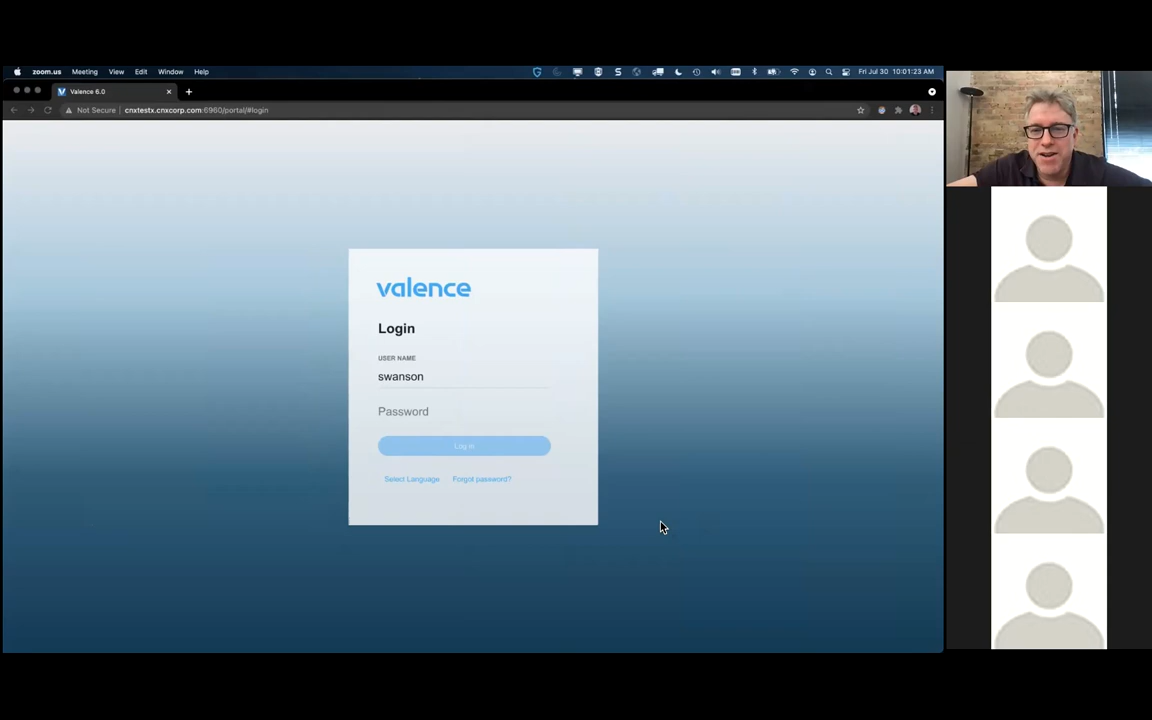 zoom.us Meeting View Edit Window Help Fri Jul 30 10:01:23 AM
Valence 6.0
Not Secure cnxtestx.cnxcorp.com:6960/portal/#login
valence
Login
USER NAME
swanson
Password
Log in
Select Language Forgot password?